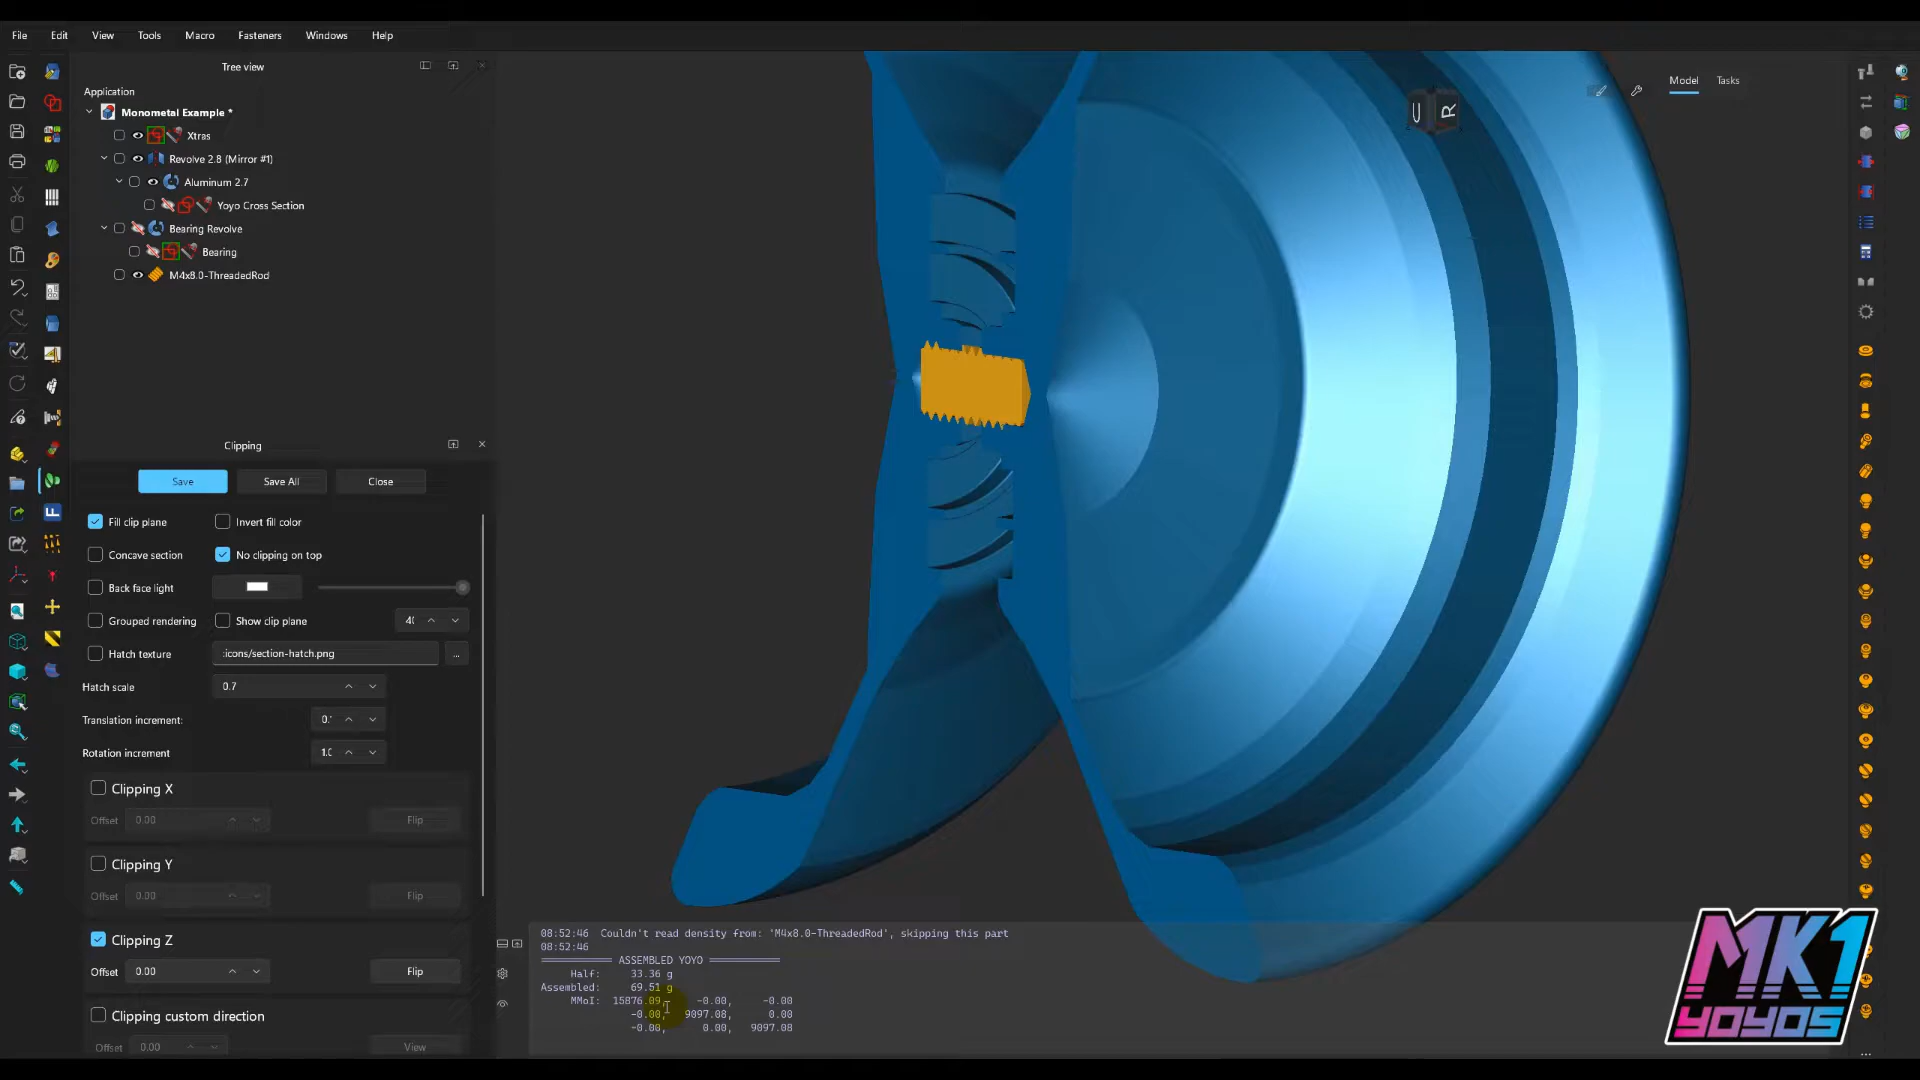 File Edit View Tools Macro Fasteners Windows Help
Tree view
Application
Monometal Example *
Xtras
Revolve 2.8 (Mirror #1)
Aluminum 2.7
Yoyo Cross Section
Bearing Revolve
Bearing
M4x8.0-ThreadedRod
Model Tasks
U R
Clipping
Save Save All Close
Fill clip plane Invert fill color
Concave section No clipping on top
Back face light
Grouped rendering Show clip plane
Hatch texture :icons/section-hatch.png ...
Hatch scale 0.7
Translation increment:
Rotation increment
Clipping X
Offset 0.00 Flip
Clipping Y
Offset 0.00 Flip
Clipping Z
Offset 0.00 Flip
Clipping custom direction
Offset 0.00 View
08:52:46 Couldn't read density from: 'M4x8.0-ThreadedRod', skipping this part
08:52:46
ASSEMBLED YOYO
Half: 33.36 g
Assembled: 69.51 g
MMoI: 15876.09, -0.00, -0.00
-0.00, 9097.08, 0.00
-0.00, 0.00, 9097.08
MK1
YOYOS